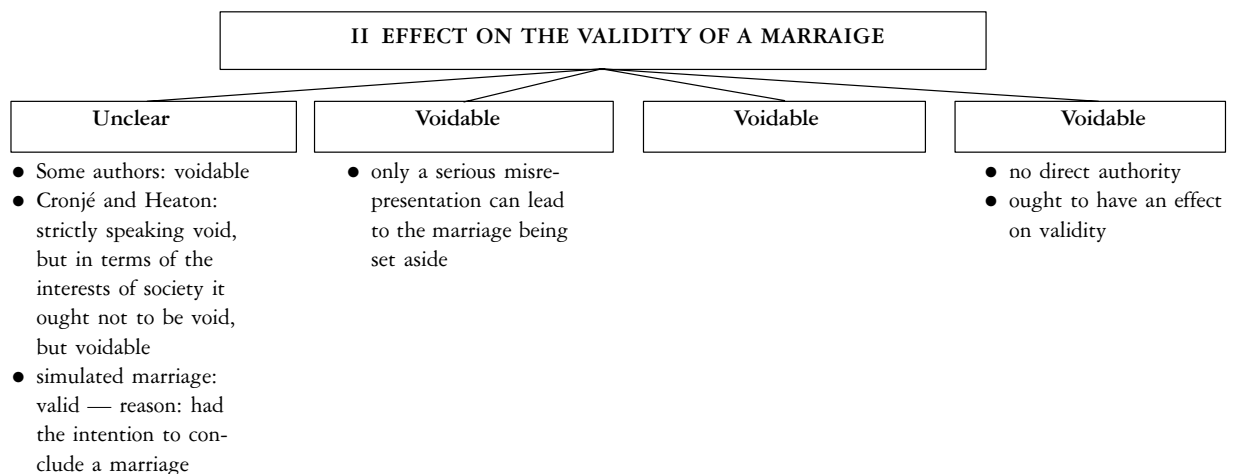 II EFFECT ON THE VALIDITY OF A MARRAIGE
Unclear
● Some authors: voidable
● Cronjé and Heaton:
strictly speaking void,
but in terms of the
interests of society it
ought not to be void,
but voidable
● simulated marriage:
valid — reason: had
the intention to con-
clude a marriage
Voidable
● only a serious misre-
presentation can lead
to the marriage being
set aside
Voidable
Voidable
● no direct authority
● ought to have an effect
on validity